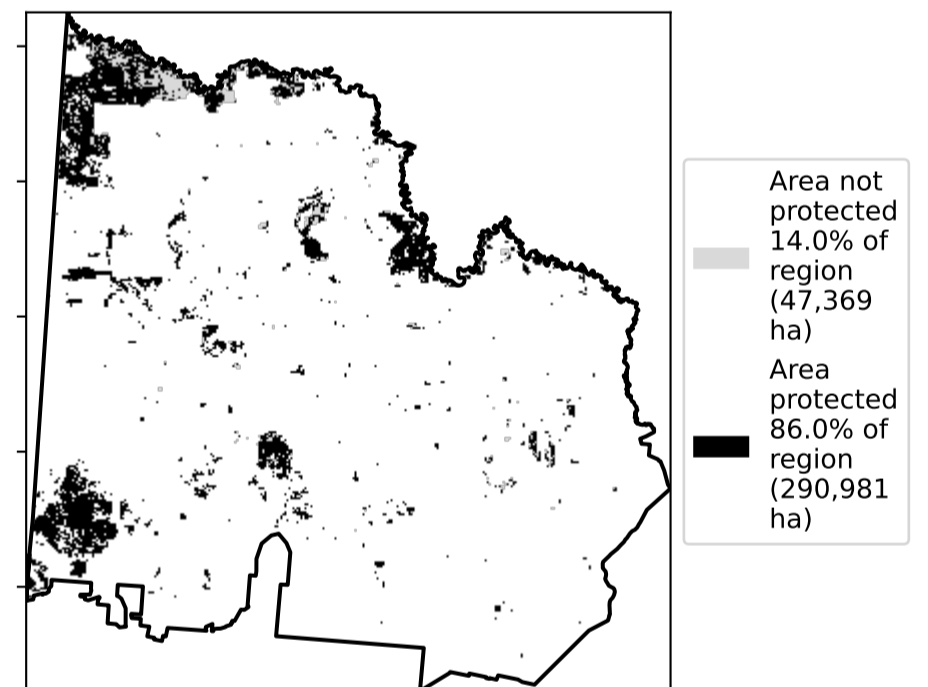 Area not
protected
14.0% of
region
(47,369
ha)
Area
protected
86.0% of
region
(290,981
ha)